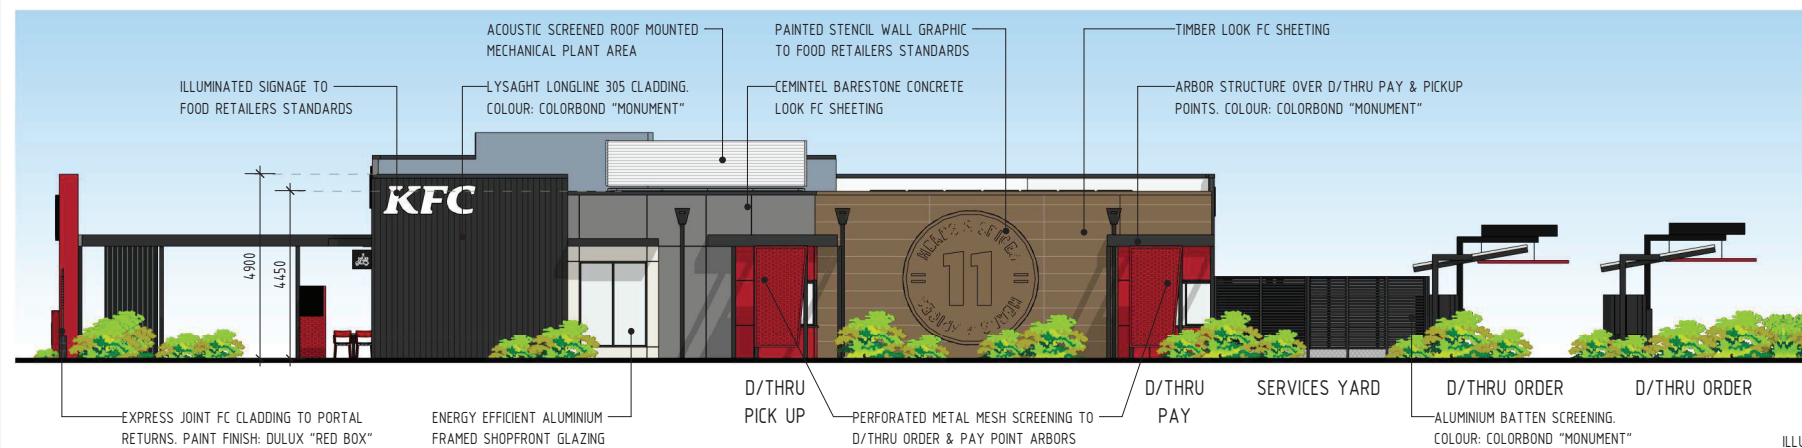 ACOUSTIC SCREENED ROOF MOUNTED
MECHANICAL PLANT AREA
PAINTED STENCIL WALL GRAPHIC
TO FOOD RETAILERS STANDARDS
TIMBER LOOK FC SHEETING
ILLUMINATED SIGNAGE TO
FOOD RETAILERS STANDARDS
LYSAGHT LONGLINE 305 CLADDING.
COLOUR: COLORBOND "MONUMENT"
CEMINTEL BARESTONE CONCRETE
LOOK FC SHEETING
ARBOR STRUCTURE OVER D/THRU PAY & PICKUP
POINTS. COLOUR: COLORBOND "MONUMENT"
KFC
4900
4450
HERBS & SPICES
11
HERBS & SPICES
D/THRU
PICK UP
D/THRU
PAY
SERVICES YARD
D/THRU ORDER
D/THRU ORDER
EXPRESS JOINT FC CLADDING TO PORTAL
RETURNS. PAINT FINISH: DULUX "RED BOX"
ENERGY EFFICIENT ALUMINIUM
FRAMED SHOPFRONT GLAZING
PERFORATED METAL MESH SCREENING TO
D/THRU ORDER & PAY POINT ARBORS
ALUMINIUM BATTEN SCREENING.
COLOUR: COLORBOND "MONUMENT"
ILLU